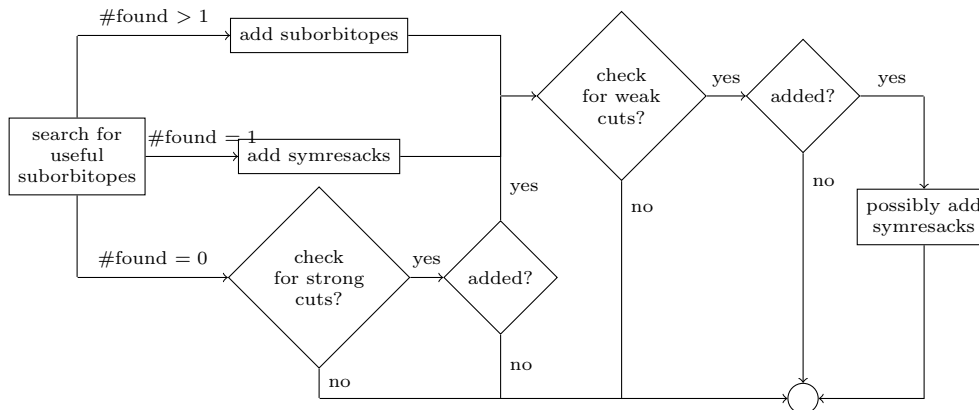 #found > 1
add suborbitopes
search for
useful
suborbitopes
#found = 1
add symresacks
#found = 0
check
for strong
cuts?
yes
added?
yes
no
no
check
for weak
cuts?
yes
added?
yes
no
no
possibly add
symresacks